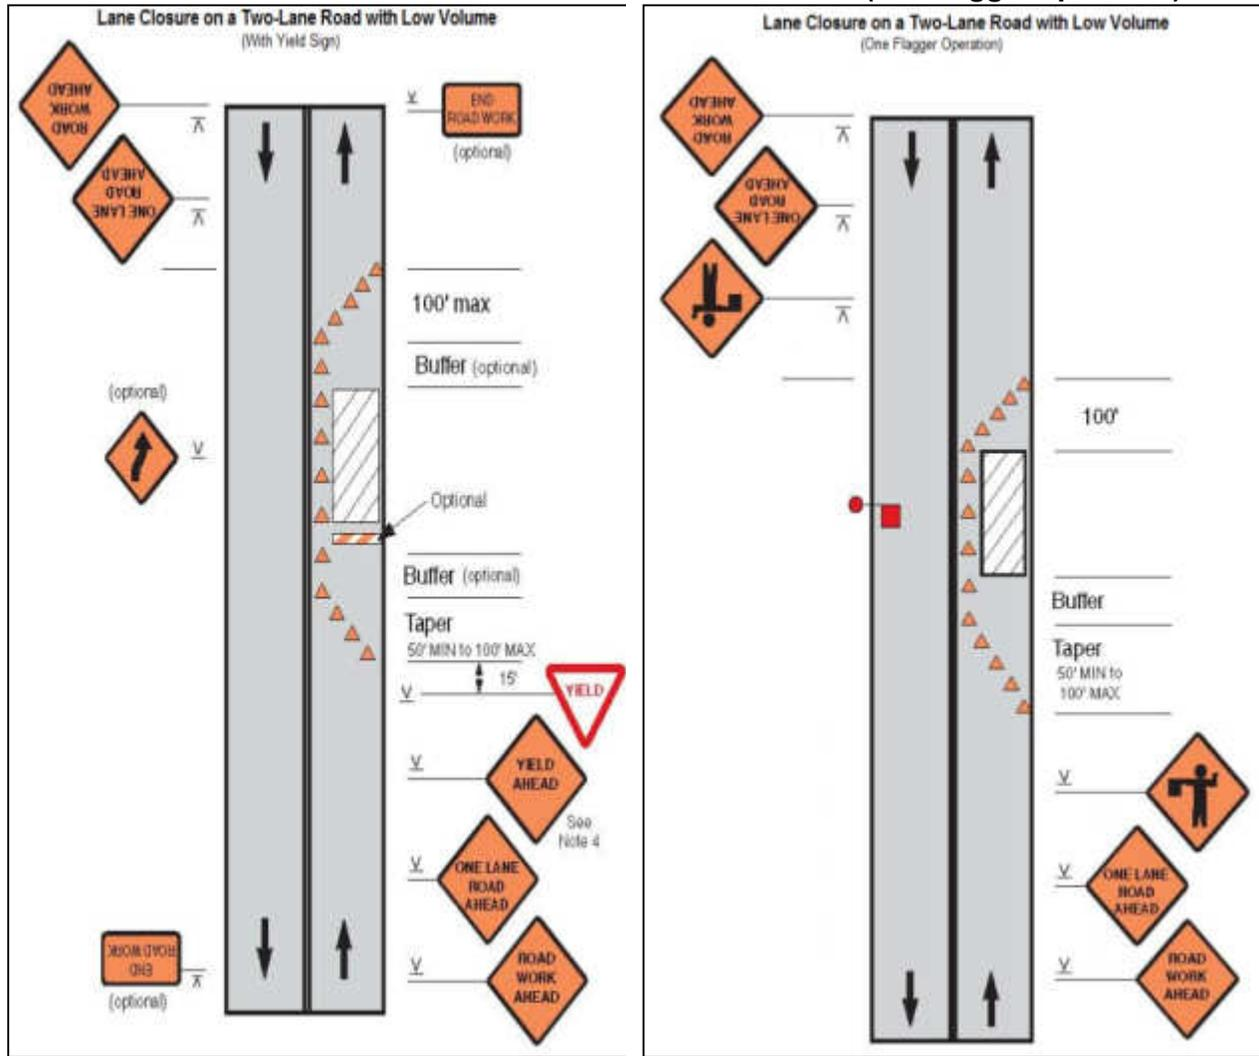 Lane Closure on a Two-Lane Road with Low Volume
(With Yield Sign)
ROAD
WORK
AHEAD
ONE LANE
ROAD
AHEAD
END
ROAD WORK
(optional)
100' max
Buffer (optional)
(optional)
Optional
Buffer (optional)
Taper
50' MIN to 100' MAX
15'
YIELD
YIELD
AHEAD
See
Note 4
ONE LANE
ROAD
AHEAD
ROAD
WORK
AHEAD
END
ROAD WORK
(optional)
Lane Closure on a Two-Lane Road with Low Volume
(One Flagger Operation)
ROAD
WORK
AHEAD
ONE LANE
ROAD
AHEAD
100'
Buffer
Taper
50' MIN to
100' MAX
ONE LANE
ROAD
AHEAD
ROAD
WORK
AHEAD